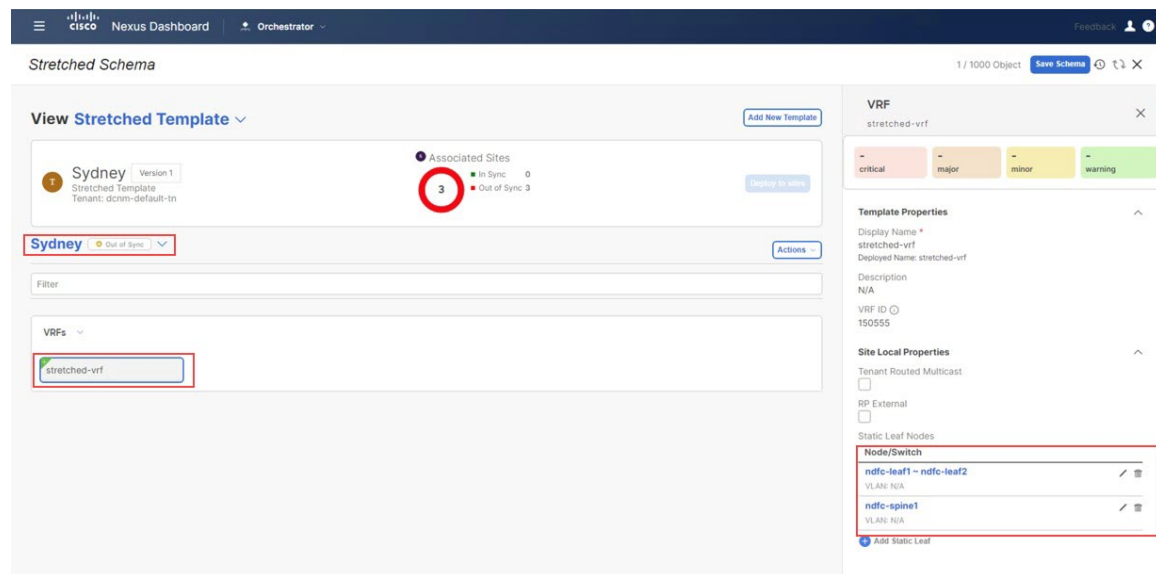 cisco Nexus Dashboard Orchestrator Feedback
Stretched Schema 1 / 1000 Object Save Schema
View Stretched Template Add New Template
T Sydney Version 1
Stretched Template
Tenant: dcnm-default-tn
Associated Sites
3
In Sync 0
Out of Sync 3
Deploy to sites
Sydney Out of Sync Actions
Filter
VRFs
stretched-vrf
VRF
stretched-vrf
- - - -
critical major minor warning
Template Properties
Display Name *
stretched-vrf
Deployed Name: stretched-vrf
Description
N/A
VRF ID
150555
Site Local Properties
Tenant Routed Multicast
RP External
Static Leaf Nodes
Node/Switch
ndfc-leaf1 ~ ndfc-leaf2
VLAN: N/A
ndfc-spine1
VLAN: N/A
Add Static Leaf